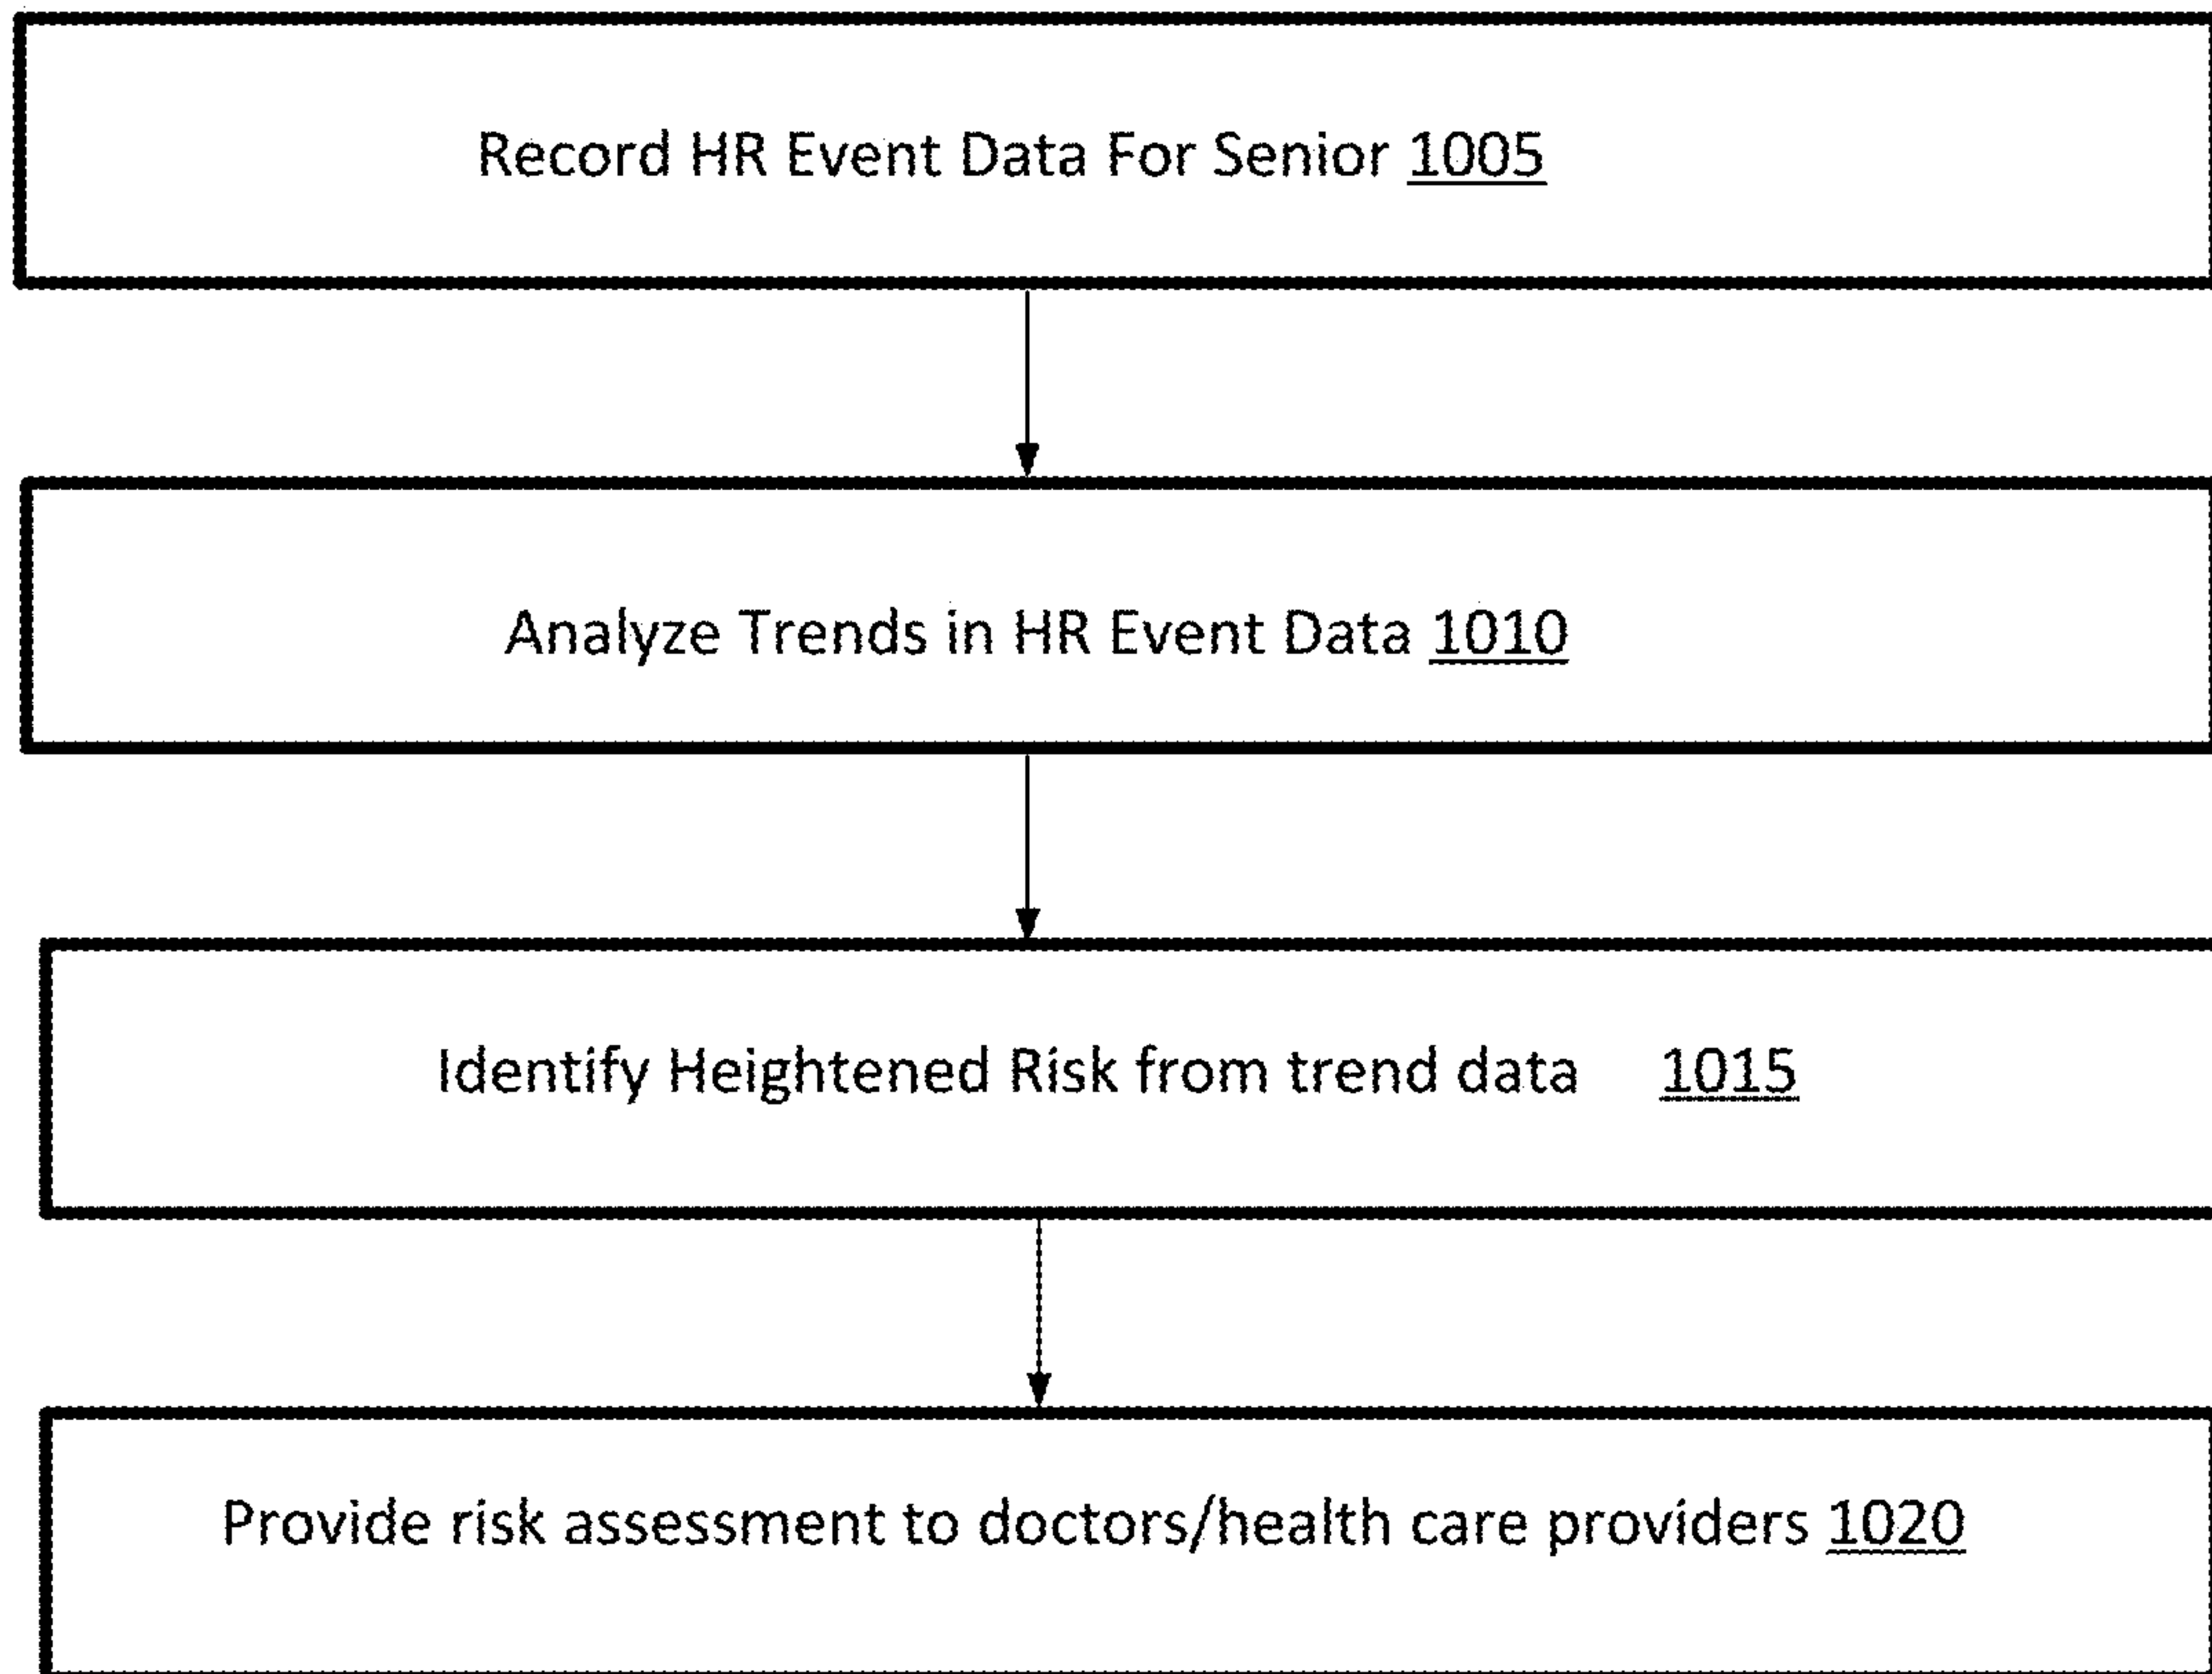 Record HR Event Data For Senior 1005
Analyze Trends in HR Event Data 1010
Identify Heightened Risk from trend data 1015
Provide risk assessment to doctors/health care providers 1020